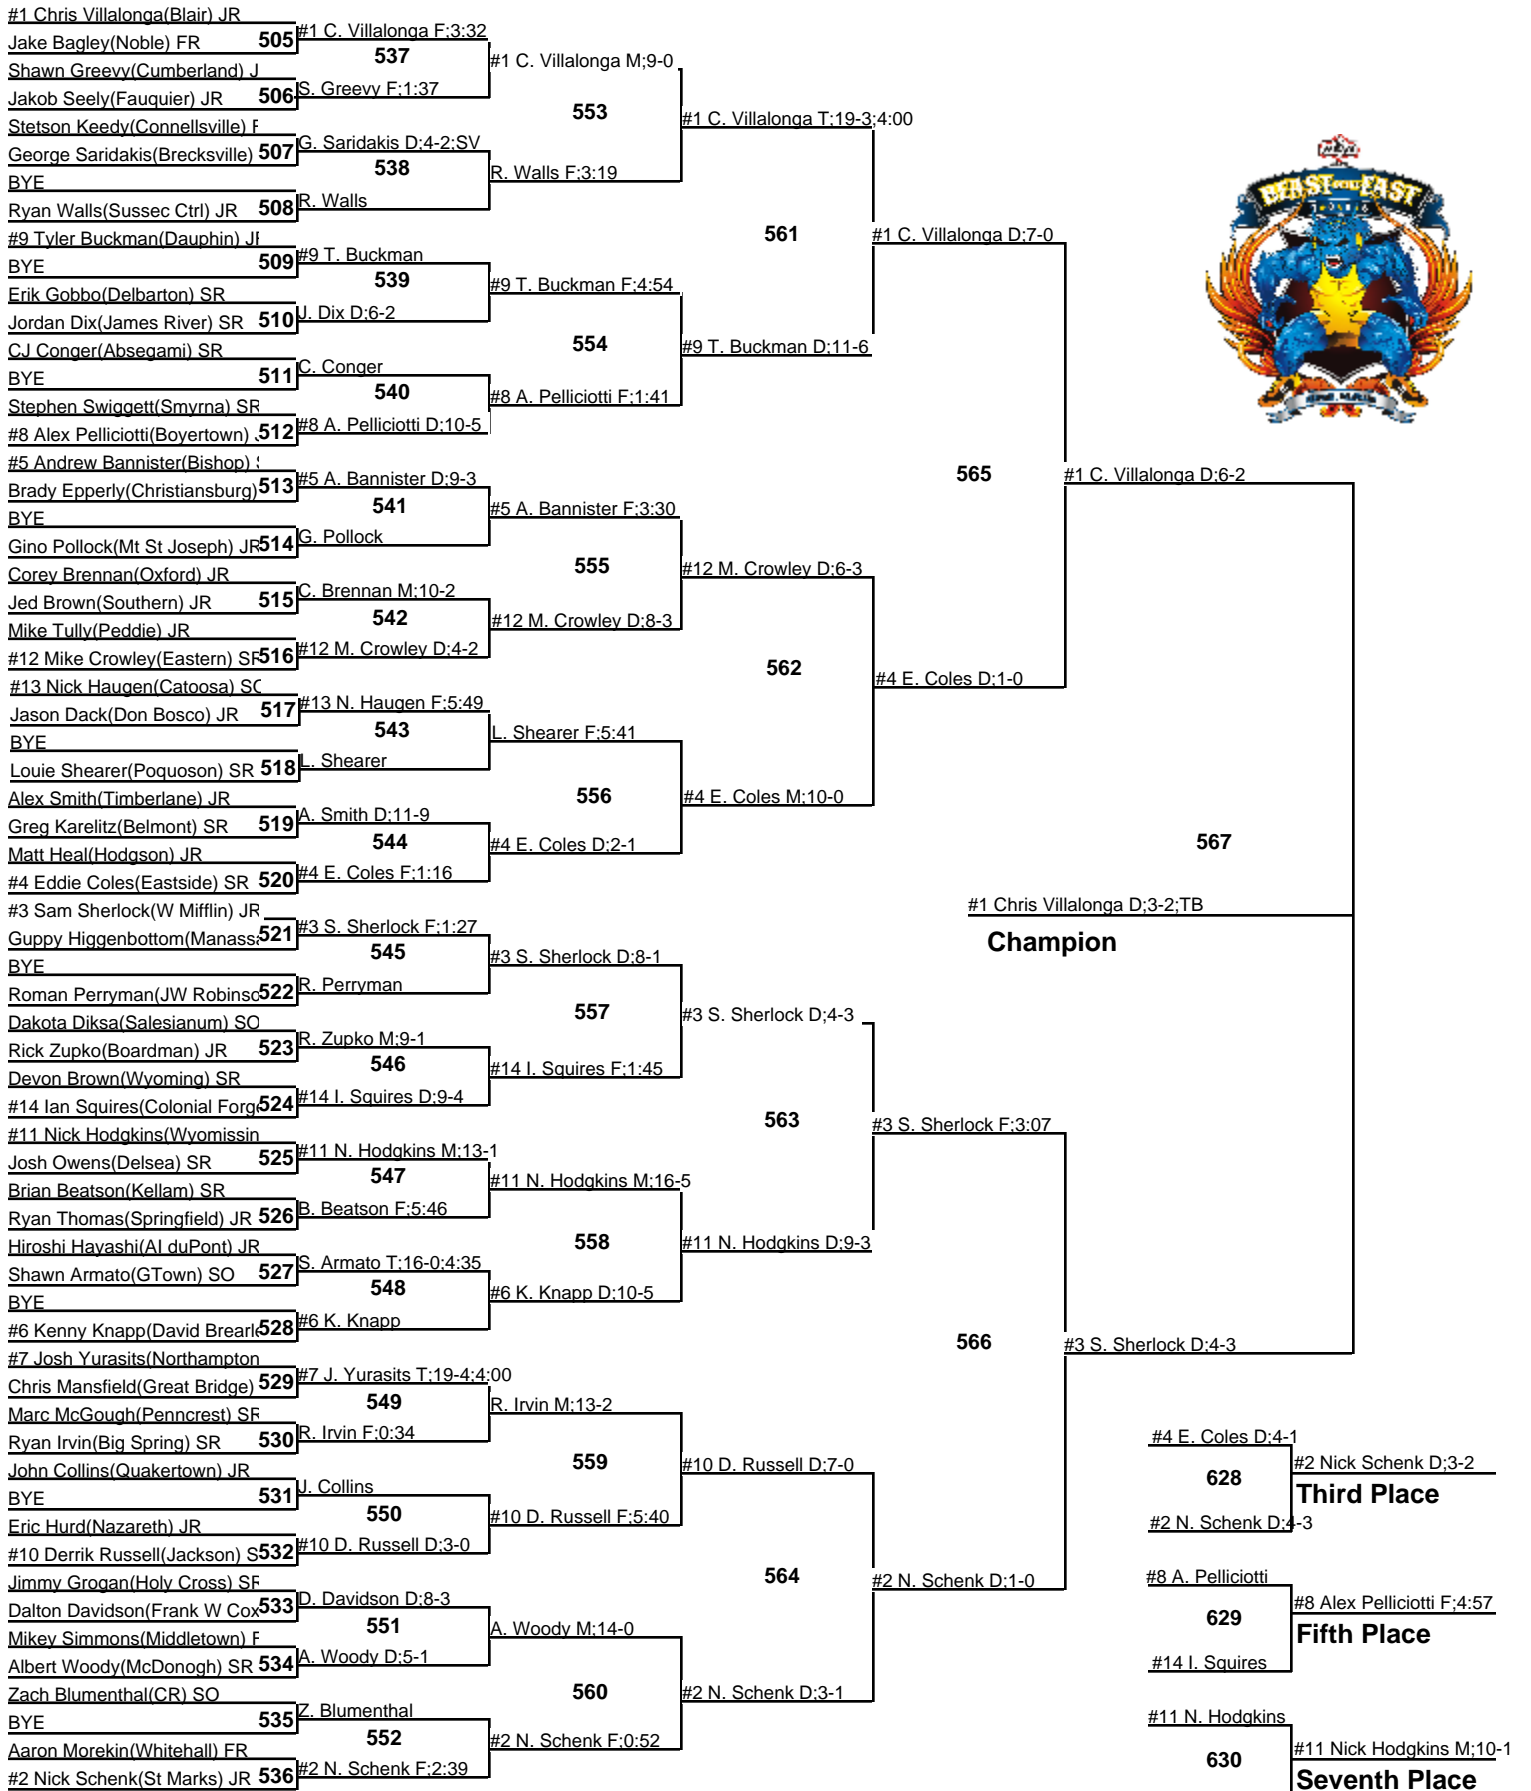 #1 Chris Villalonga(Blair) JR
Jake Bagley(Noble) FR
505
Shawn Greevy(Cumberland) J
Jakob Seely(Fauquier) JR
506
Stetson Keedy(Connellsville) F
George Saridakis(Brecksville)
507
BYE
Ryan Walls(Sussec Ctrl) JR
508
#9 Tyler Buckman(Dauphin) JR
BYE
509
Erik Gobbo(Delbarton) SR
Jordan Dix(James River) SR
510
CJ Conger(Absegami) SR
BYE
511
Stephen Swiggett(Smyrna) SR
#8 Alex Pelliciotti(Boyertown)
512
#5 Andrew Bannister(Bishop)
Brady Epperly(Christiansburg)
513
BYE
Gino Pollock(Mt St Joseph) JR
514
Corey Brennan(Oxford) JR
Jed Brown(Southern) JR
515
Mike Tully(Peddie) JR
#12 Mike Crowley(Eastern) SR
516
#13 Nick Haugen(Catoosa) SO
Jason Dack(Don Bosco) JR
517
BYE
Louie Shearer(Poquoson) SR
518
Alex Smith(Timberlane) JR
Greg Karelitz(Belmont) SR
519
Matt Heal(Hodgson) JR
#4 Eddie Coles(Eastside) SR
520
#3 Sam Sherlock(W Mifflin) JR
Guppy Higgenbottom(Manassa
521
BYE
Roman Perryman(JW Robinso
522
Dakota Diksa(Salesianum) SO
Rick Zupko(Boardman) JR
523
Devon Brown(Wyoming) SR
#14 Ian Squires(Colonial Forge
524
#11 Nick Hodgkins(Wyomissin
Josh Owens(Delsea) SR
525
Brian Beatson(Kellam) SR
Ryan Thomas(Springfield) JR
526
Hiroshi Hayashi(AI duPont) JR
Shawn Armato(GTown) SO
527
BYE
#6 Kenny Knapp(David Brearle
528
#7 Josh Yurasits(Northampton
Chris Mansfield(Great Bridge)
529
Marc McGough(Penncrest) SR
Ryan Irvin(Big Spring) SR
530
John Collins(Quakertown) JR
BYE
531
Eric Hurd(Nazareth) JR
#10 Derrik Russell(Jackson) S
532
Jimmy Grogan(Holy Cross) SR
Dalton Davidson(Frank W Cox
533
Mikey Simmons(Middletown) F
Albert Woody(McDonogh) SR
534
Zach Blumenthal(CR) SO
BYE
535
Aaron Morekin(Whitehall) FR
#2 Nick Schenk(St Marks) JR
536
#1 C. Villalonga F;3:32
537
S. Greevy F;1:37
G. Saridakis D;4-2;SV
538
R. Walls
#9 T. Buckman
539
J. Dix D;6-2
C. Conger
540
#8 A. Pelliciotti D;10-5
#5 A. Bannister D;9-3
541
G. Pollock
C. Brennan M;10-2
542
#12 M. Crowley D;4-2
#13 N. Haugen F;5:49
543
L. Shearer
A. Smith D;11-9
544
#4 E. Coles F;1:16
#3 S. Sherlock F;1:27
545
R. Perryman
R. Zupko M;9-1
546
#14 I. Squires D;9-4
#11 N. Hodgkins M;13-1
547
B. Beatson F;5:46
S. Armato T;16-0;4:35
548
#6 K. Knapp
#7 J. Yurasits T;19-4;4:00
549
R. Irvin F;0:34
J. Collins
550
#10 D. Russell D;3-0
D. Davidson D;8-3
551
A. Woody D;5-1
Z. Blumenthal
552
#2 N. Schenk F;2:39
#1 C. Villalonga M;9-0
553
R. Walls F;3:19
#9 T. Buckman F;4:54
554
#8 A. Pelliciotti F;1:41
#5 A. Bannister F;3:30
555
#12 M. Crowley D;8-3
L. Shearer F;5:41
556
#4 E. Coles D;2-1
#3 S. Sherlock D;8-1
557
#14 I. Squires F;1:45
#11 N. Hodgkins M;16-5
558
#6 K. Knapp D;10-5
R. Irvin M;13-2
559
#10 D. Russell F;5:40
A. Woody M;14-0
560
#2 N. Schenk F;0:52
#1 C. Villalonga T;19-3;4:00
561
#9 T. Buckman D;11-6
#12 M. Crowley D;6-3
562
#4 E. Coles M;10-0
#3 S. Sherlock D;4-3
563
#11 N. Hodgkins D;9-3
#10 D. Russell D;7-0
564
#2 N. Schenk D;3-1
#1 C. Villalonga D;7-0
565
#4 E. Coles D;1-0
#3 S. Sherlock F;3:07
566
#2 N. Schenk D;1-0
BEAST OF THE EAST
#1 C. Villalonga D;6-2
567
#3 S. Sherlock D;4-3
#1 Chris Villalonga D;3-2;TB
Champion
#4 E. Coles D;4-1
628
#2 N. Schenk D;4-3
#2 Nick Schenk D;3-2
Third Place
#8 A. Pelliciotti
629
#14 I. Squires
#8 Alex Pelliciotti F;4:57
Fifth Place
#11 N. Hodgkins
630
#11 Nick Hodgkins M;10-1
Seventh Place